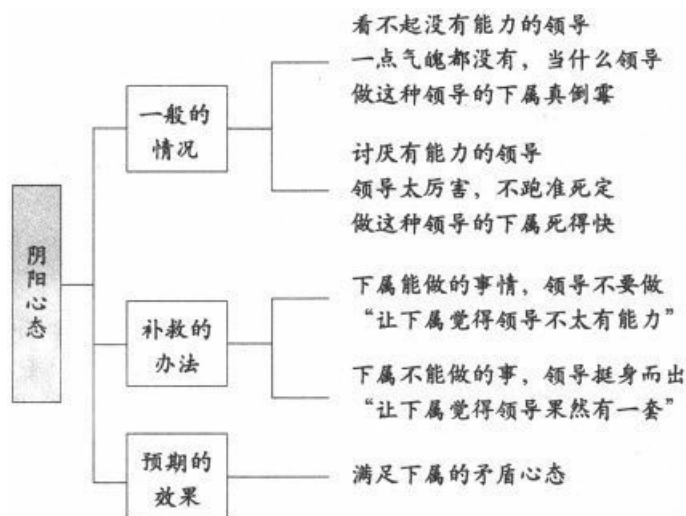 阴阳心态
一般的
情况
看不起没有能力的领导
一点气魄都没有，当什么领导
做这种领导的下属真倒霉
讨厌有能力的领导
领导太厉害，不跑准死定
做这种领导的下属死得快
补救的
办法
下属能做的事情，领导不要做
“让下属觉得领导不太有能力”
下属不能做的事，领导挺身而出
“让下属觉得领导果然有一套”
预期的
效果
满足下属的矛盾心态